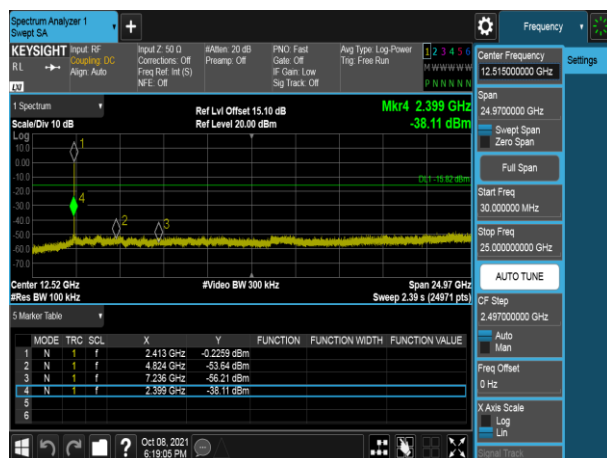 Spectrum Analyzer 1
Swept SA
Frequency
KEYSIGHT
RL
Input: RF
Coupling: DC
Align: Auto
Input Z: 50 Ω
Corrections: Off
Freq Ref: Int (S)
NFE: Off
#Atten: 20 dB
Preamp: Off
PNO: Fast
Gate: Off
IF Gain: Low
Sig Track: Off
Avg Type: Log-Power
Trig: Free Run
1 2 3 4 5 6
M W W W W W
P N N N N N
LXI
1 Spectrum
Scale/Div 10 dB
Ref Lvl Offset 15.10 dB
Ref Level 20.00 dBm
Mkr4 2.399 GHz
-38.11 dBm
Log
10.0
0.00
-10.0
-20.0
-30.0
-40.0
-50.0
-60.0
-70.0
1
4
2
3
DL1 -15.82 dBm
Center 12.52 GHz
#Res BW 100 kHz
#Video BW 300 kHz
Span 24.97 GHz
Sweep 2.39 s (24971 pts)
5 Marker Table
MODE TRC SCL X Y FUNCTION FUNCTION WIDTH FUNCTION VALUE
1 N 1 f 2.413 GHz -0.2259 dBm
2 N 1 f 4.824 GHz -53.64 dBm
3 N 1 f 7.236 GHz -56.21 dBm
4 N 1 f 2.399 GHz -38.11 dBm
5
6
Oct 08, 2021
6:19:05 PM
Settings
Center Frequency
12.515000000 GHz
Span
24.9700000 GHz
Swept Span
Zero Span
Full Span
Start Freq
30.000000 MHz
Stop Freq
25.000000000 GHz
AUTO TUNE
CF Step
2.497000000 GHz
Auto
Man
Freq Offset
0 Hz
X Axis Scale
Log
Lin
Signal Track